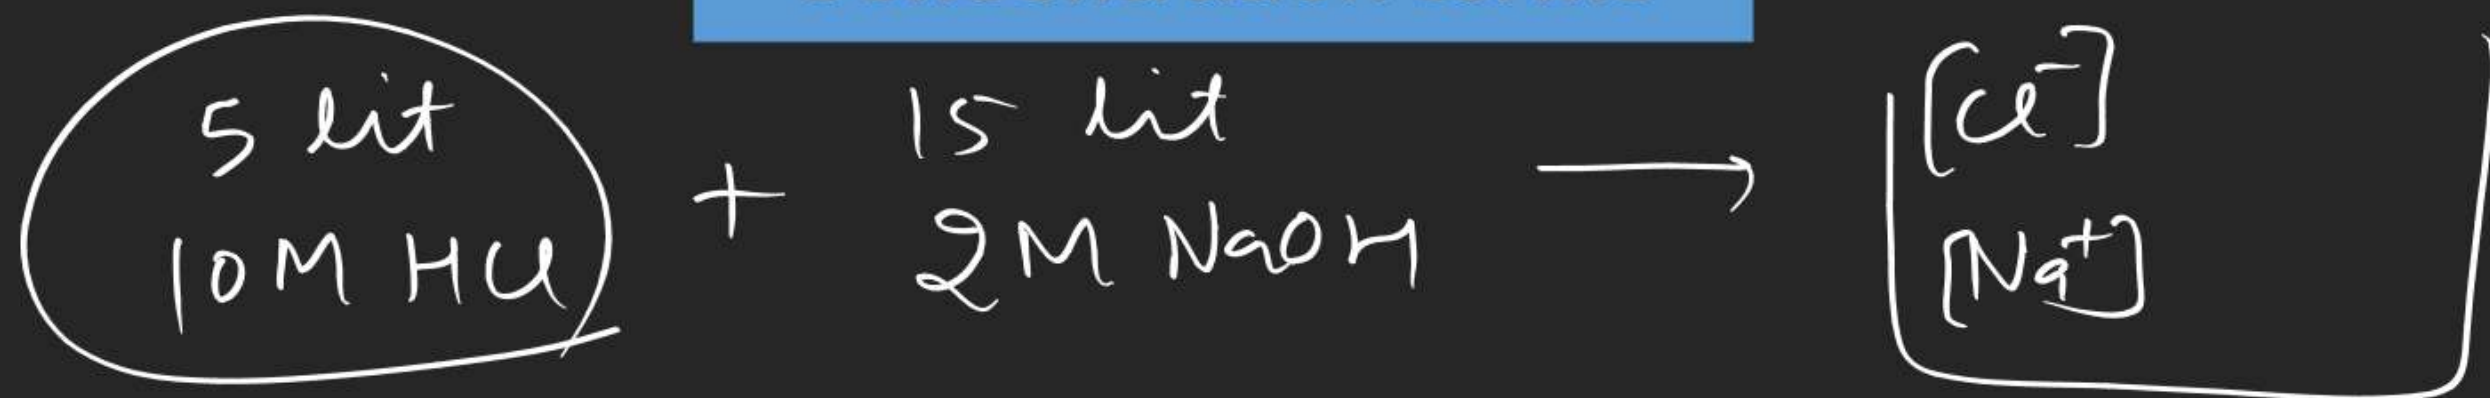 5 lit + 15 lit → [Cl⁻]
10M HCl 2M NaOH [Na⁺]